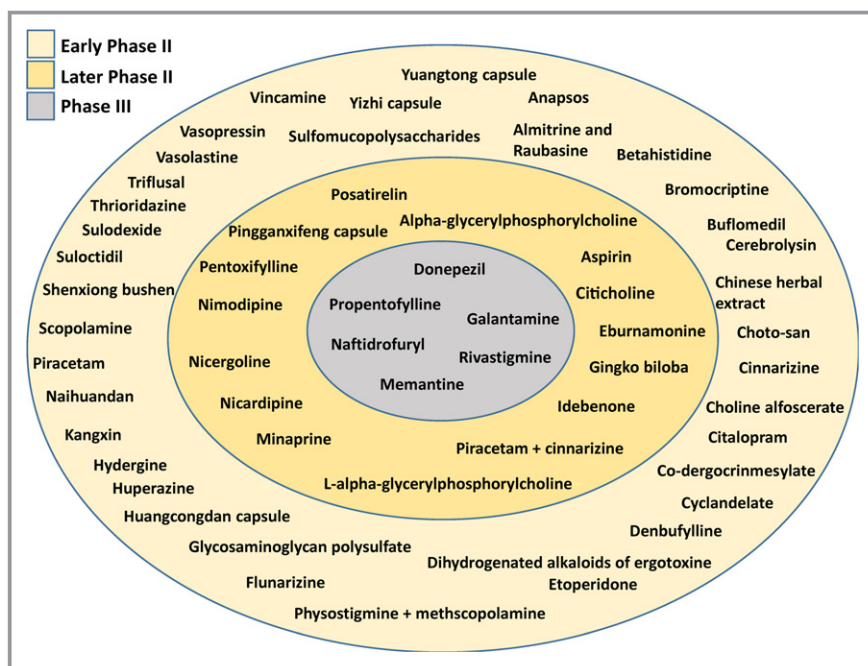 Early Phase II
Later Phase II
Phase III
Yuangtong capsule
Vincamine
Yizhi capsule
Anapsos
Vasopressin
Sulfomucopolysaccharides
Almitrine and
Raubasine
Vasolastine
Betahistidine
Triflusal
Bromocriptine
Thrioridazine
Sulodexide
Buflomedil
Cerebrolysin
Suloctidil
Shenxiong bushen
Chinese herbal
extract
Scopolamine
Choto-san
Piracetam
Cinnarizine
Naihuandan
Choline alfoscerate
Kangxin
Citalopram
Hydergine
Co-dergocrinmesylate
Huperazine
Cyclandelate
Huangcongdan capsule
Denbufylline
Glycosaminoglycan polysulfate
Dihydrogenated alkaloids of ergotoxine
Flunarizine
Etoperidone
Physostigmine + methscopolamine
Posatirelin
Alpha-glycerylphosphorylcholine
Pingganxifeng capsule
Aspirin
Pentoxifylline
Citicholine
Nimodipine
Eburnamonine
Nicergoline
Gingko biloba
Nicardipine
Idebenone
Minaprine
Piracetam + cinnarizine
L-alpha-glycerylphosphorylcholine
Donepezil
Propentofylline
Galantamine
Naftidrofuryl
Rivastigmine
Memantine